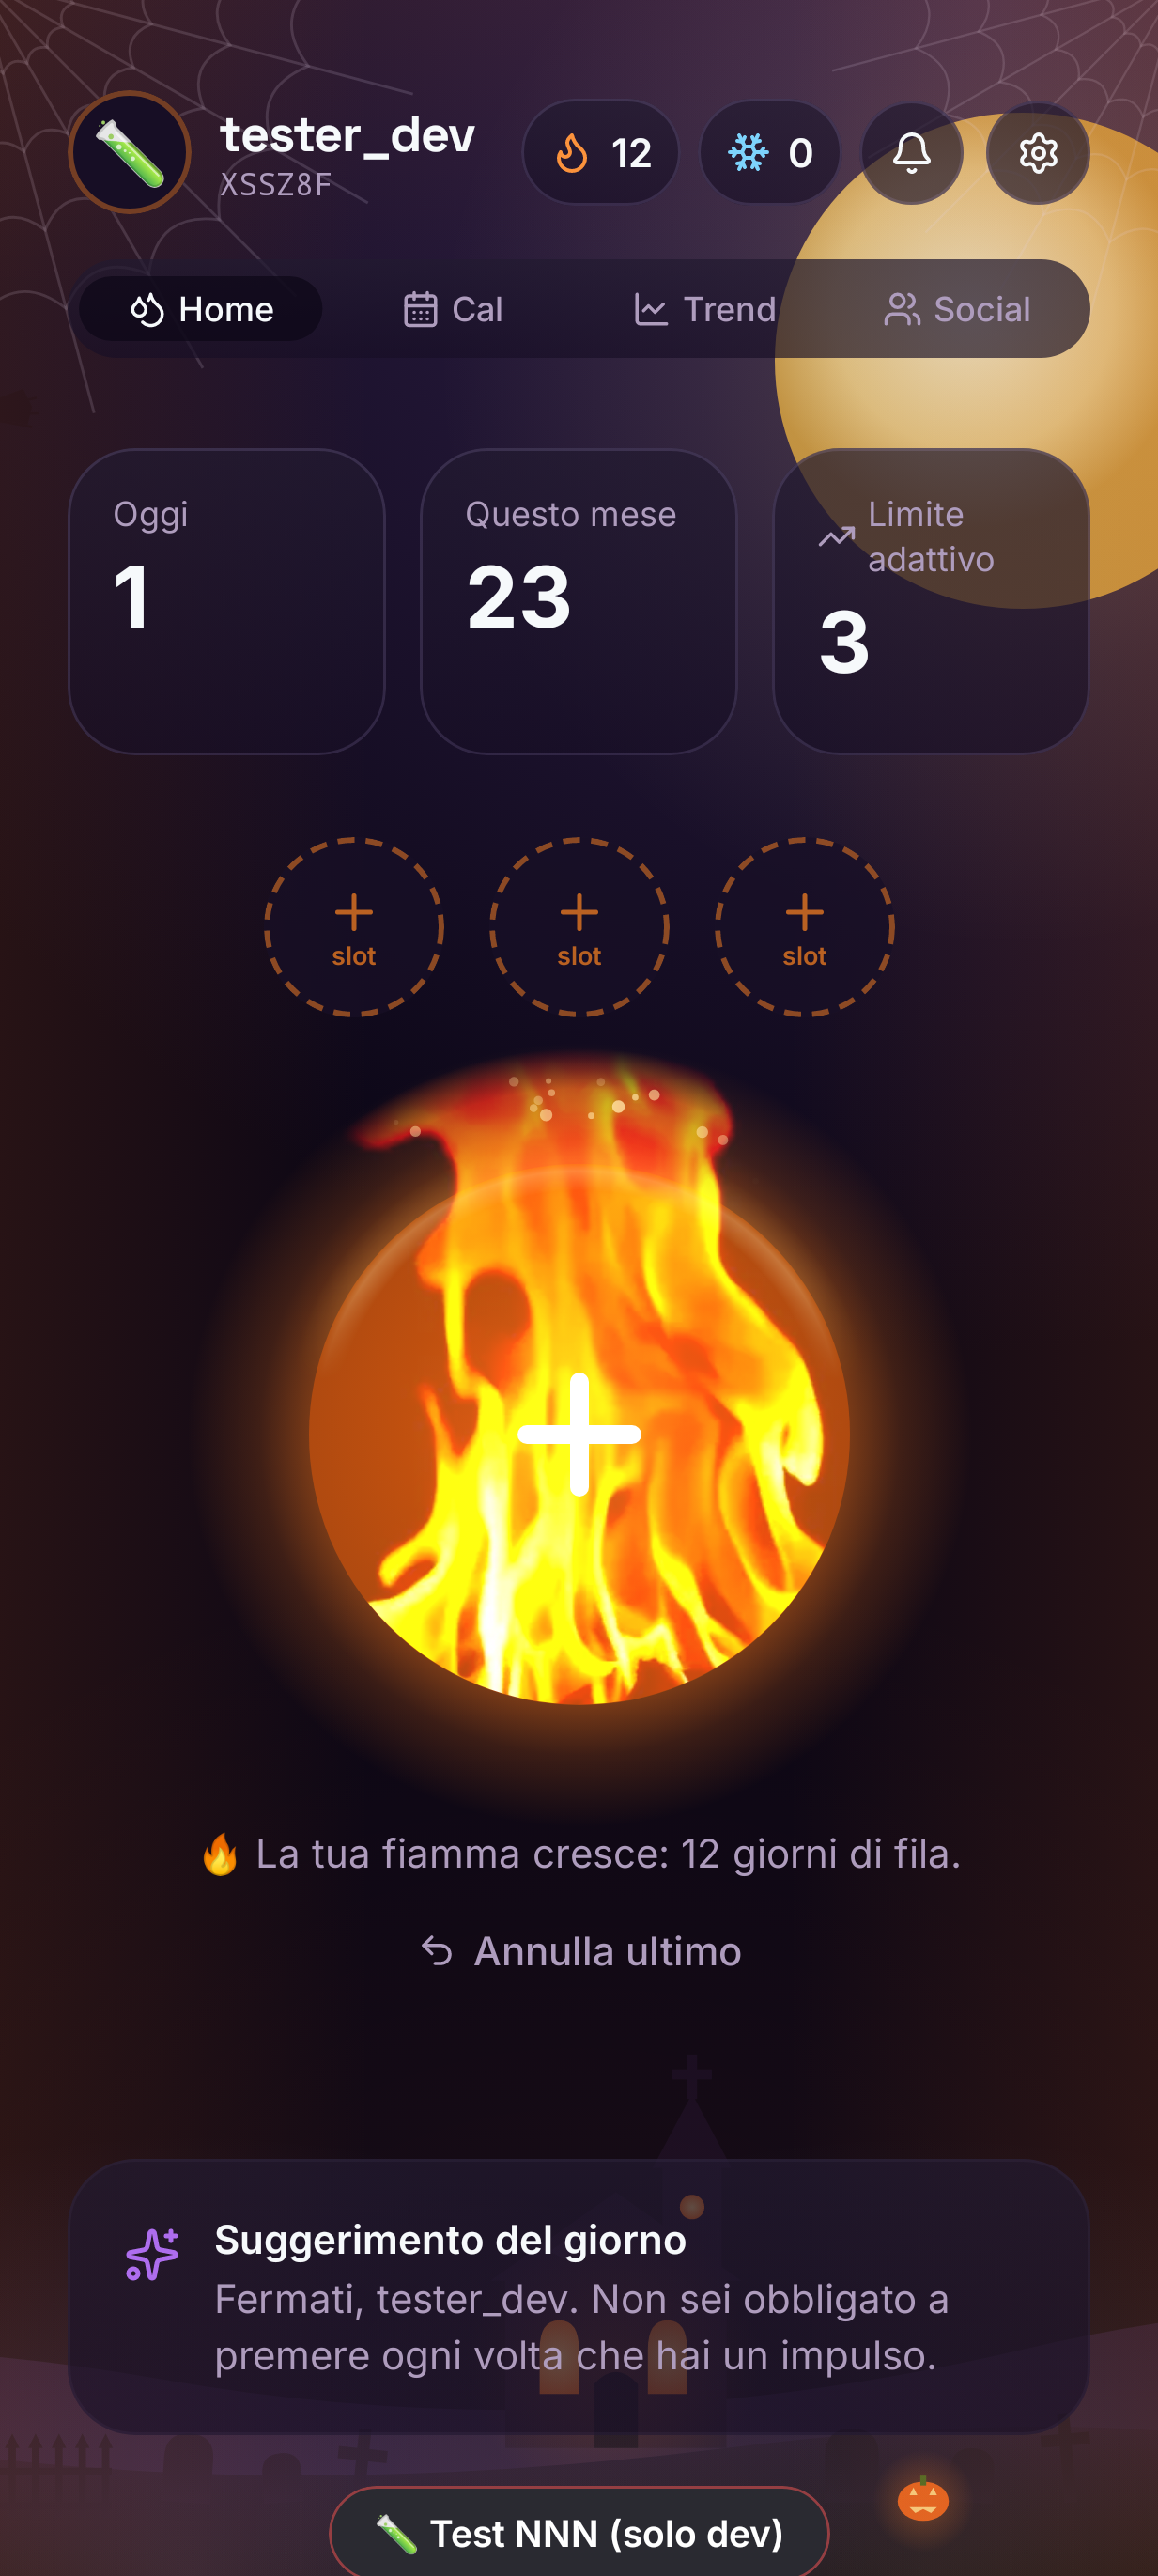 tester_dev
XSSZ8F
12
0
Home
Cal
Trend
Social
Oggi
1
Questo mese
23
Limite
adattivo
3
slot
slot
slot
🔥 La tua fiamma cresce: 12 giorni di fila.
Annulla ultimo
Suggerimento del giorno
Fermati, tester_dev. Non sei obbligato a
premere ogni volta che hai un impulso.
🧪 Test NNN (solo dev)